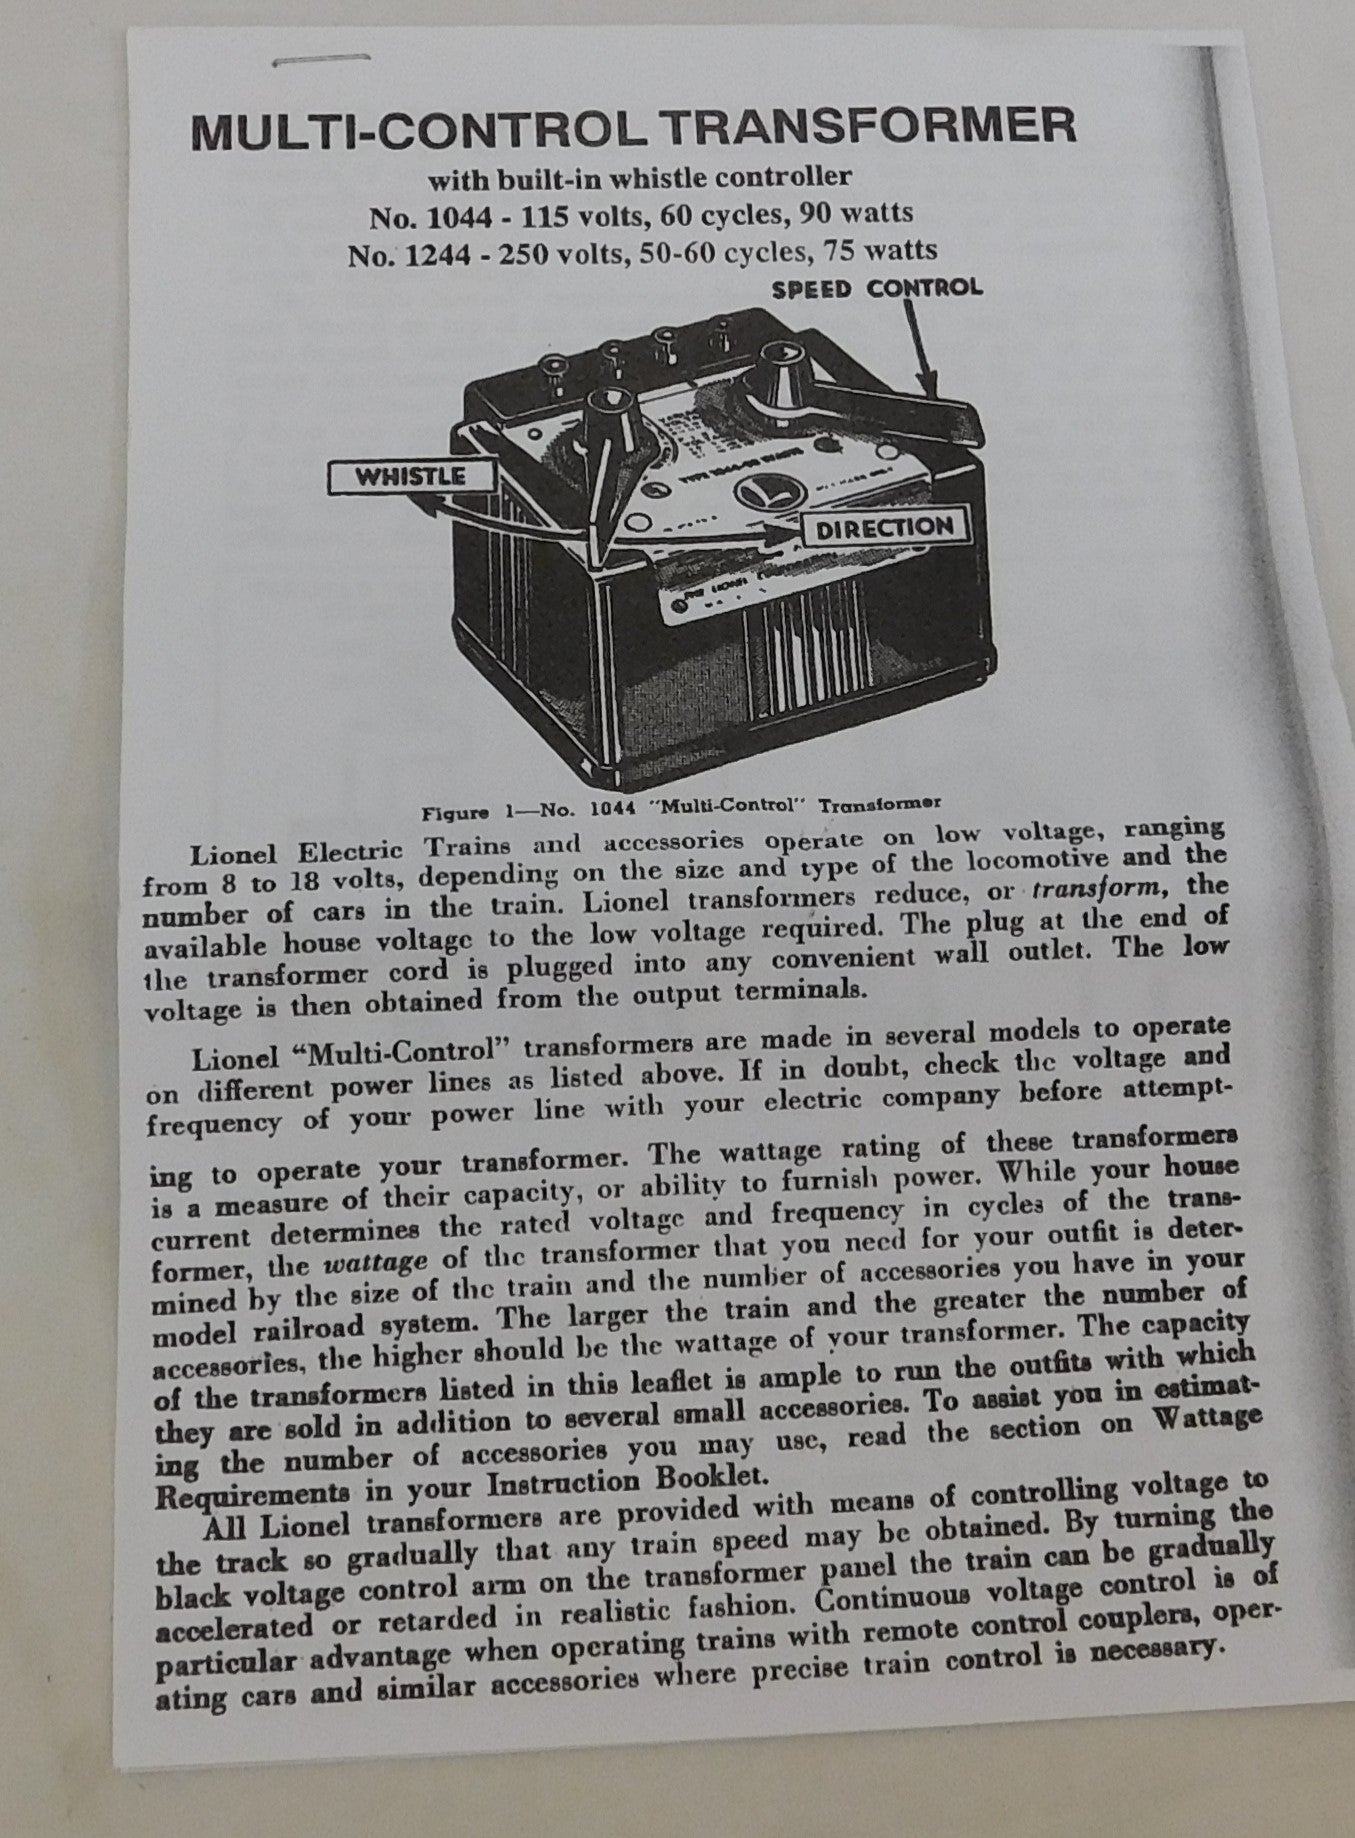 MULTI-CONTROL TRANSFORMER
with built-in whistle controller
No. 1044 - 115 volts, 60 cycles, 90 watts
No. 1244 - 250 volts, 50-60 cycles, 75 watts
SPEED CONTROL
WHISTLE
TYPE 1044-90 WATTS
DIRECTION
THE LIONEL CORPORATION
Figure 1—No. 1044 "Multi-Control" Transformer
Lionel Electric Trains and accessories operate on low voltage, ranging
from 8 to 18 volts, depending on the size and type of the locomotive and the
number of cars in the train. Lionel transformers reduce, or transform, the
available house voltage to the low voltage required. The plug at the end of
the transformer cord is plugged into any convenient wall outlet. The low
voltage is then obtained from the output terminals.
Lionel “Multi-Control” transformers are made in several models to operate
on different power lines as listed above. If in doubt, check the voltage and
frequency of your power line with your electric company before attempt-
ing to operate your transformer. The wattage rating of these transformers
is a measure of their capacity, or ability to furnish power. While your house
current determines the rated voltage and frequency in cycles of the trans-
former, the wattage of the transformer that you need for your outfit is deter-
mined by the size of the train and the number of accessories you have in your
model railroad system. The larger the train and the greater the number of
accessories, the higher should be the wattage of your transformer. The capacity
of the transformers listed in this leaflet is ample to run the outfits with which
they are sold in addition to several small accessories. To assist you in estimat-
ing the number of accessories you may use, read the section on Wattage
Requirements in your Instruction Booklet.
All Lionel transformers are provided with means of controlling voltage to
the track so gradually that any train speed may be obtained. By turning the
black voltage control arm on the transformer panel the train can be gradually
accelerated or retarded in realistic fashion. Continuous voltage control is of
particular advantage when operating trains with remote control couplers, oper-
ating cars and similar accessories where precise train control is necessary.